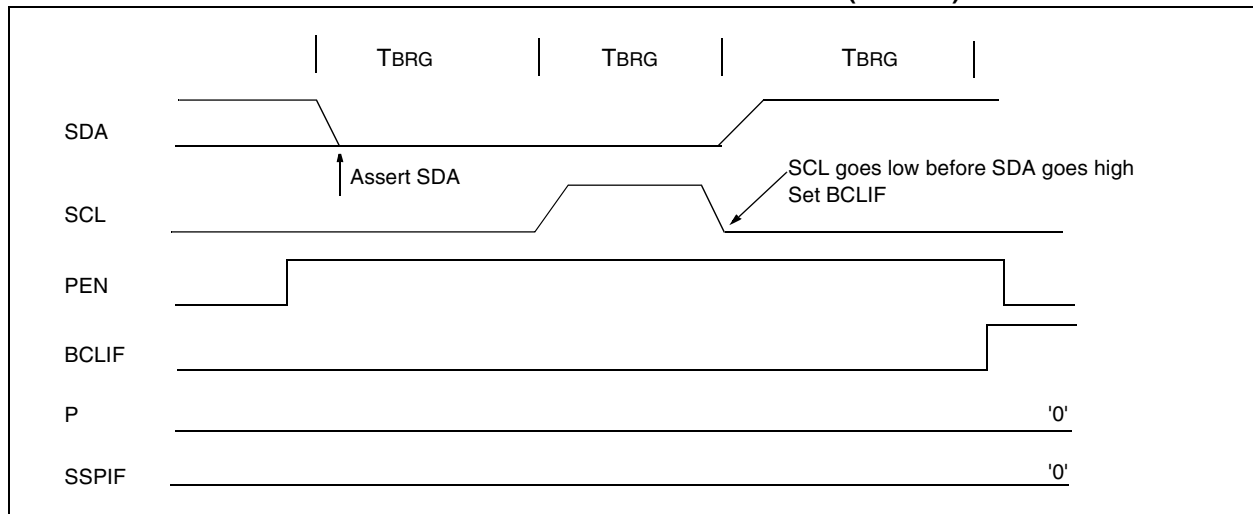 TBRG TBRG TBRG
SDA
Assert SDA
SCL goes low before SDA goes high
Set BCLIF
SCL
PEN
BCLIF
P '0'
SSPIF '0'